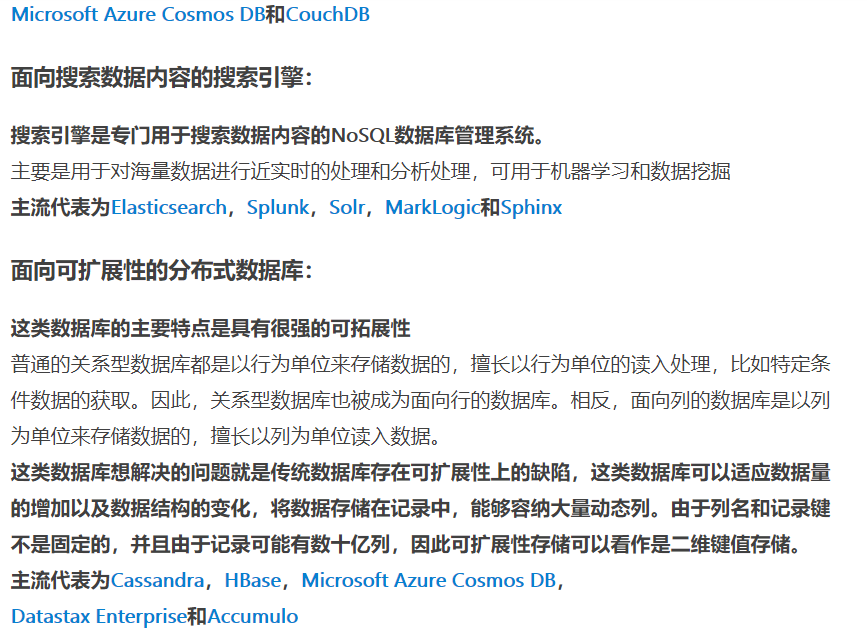 Microsoft Azure Cosmos DB和CouchDB
面向搜索数据内容的搜索引擎：
搜索引擎是专门用于搜索数据内容的NoSQL数据库管理系统。
主要是用于对海量数据进行近实时的处理和分析处理，可用于机器学习和数据挖掘
主流代表为Elasticsearch，Splunk，Solr，MarkLogic和Sphinx
面向可扩展性的分布式数据库：
这类数据库的主要特点是具有很强的可拓展性
普通的关系型数据库都是以行为单位来存储数据的，擅长以行为单位的读入处理，比如特定条
件数据的获取。因此，关系型数据库也被成为面向行的数据库。相反，面向列的数据库是以列
为单位来存储数据的，擅长以列为单位读入数据。
这类数据库想解决的问题就是传统数据库存在可扩展性上的缺陷，这类数据库可以适应数据量
的增加以及数据结构的变化，将数据存储在记录中，能够容纳大量动态列。由于列名和记录键
不是固定的，并且由于记录可能有数十亿列，因此可扩展性存储可以看作是二维键值存储。
主流代表为Cassandra，HBase，Microsoft Azure Cosmos DB，
Datastax Enterprise和Accumulo